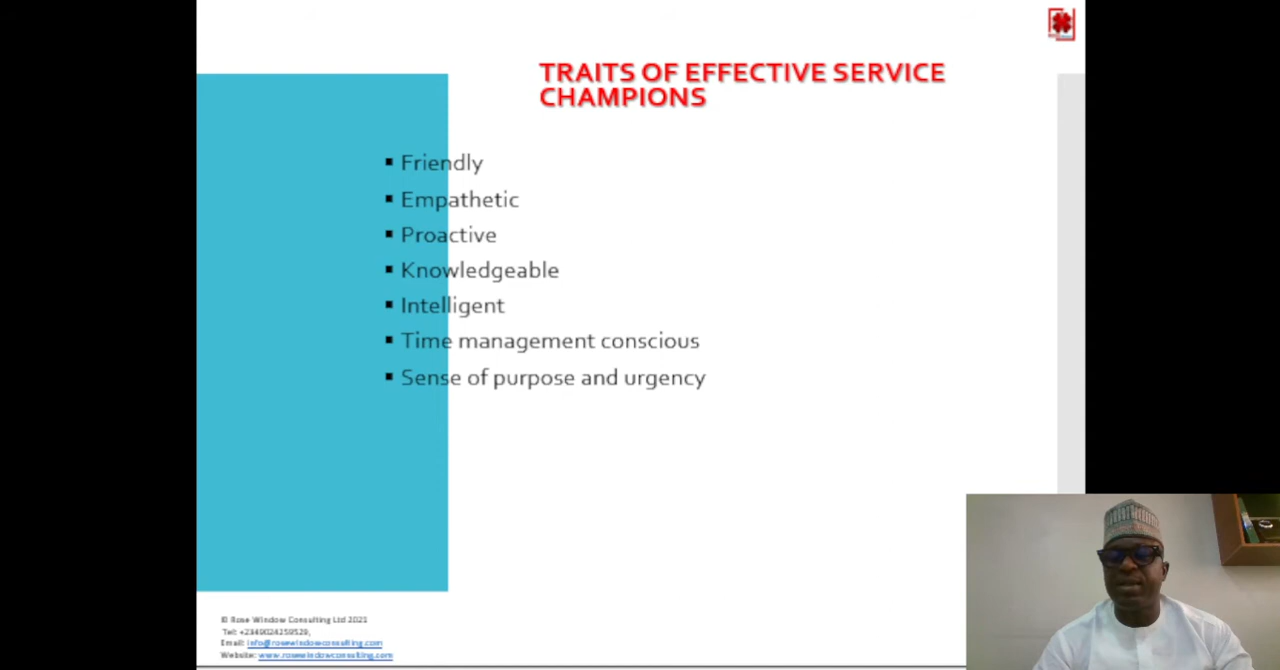 TRAITS OF EFFECTIVE SERVICE
CHAMPIONS
▪ Friendly
▪ Empathetic
▪ Proactive
▪ Knowledgeable
▪ Intelligent
▪ Time management conscious
▪ Sense of purpose and urgency
© Rose Window Consulting Ltd 2021
Tel: +2349024259529,
Email: info@rosewindowconsulting.com
Website: www.rosewindowconsulting.com